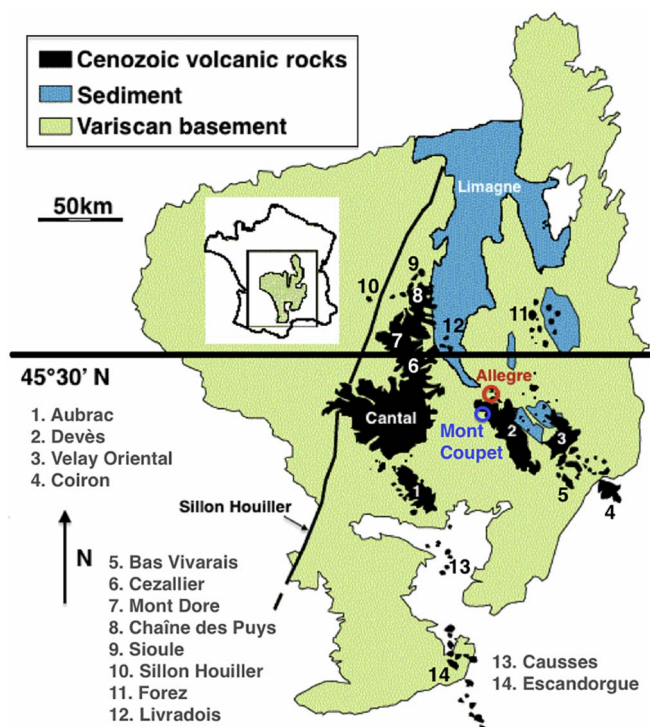 Cenozoic volcanic rocks
Sediment
Variscan basement
50km
Limagne
9
10
8
11
12
7
6
45°30' N
Allegre
1. Aubrac
2. Devès
3. Velay Oriental
4. Coiron
Cantal
Mont
Coupet
2
3
5
4
1
Sillon Houiller
N
13
5. Bas Vivarais
6. Cezallier
7. Mont Dore
8. Chaîne des Puys
9. Sioule
10. Sillon Houiller
11. Forez
12. Livradois
14
13. Causses
14. Escandorgue